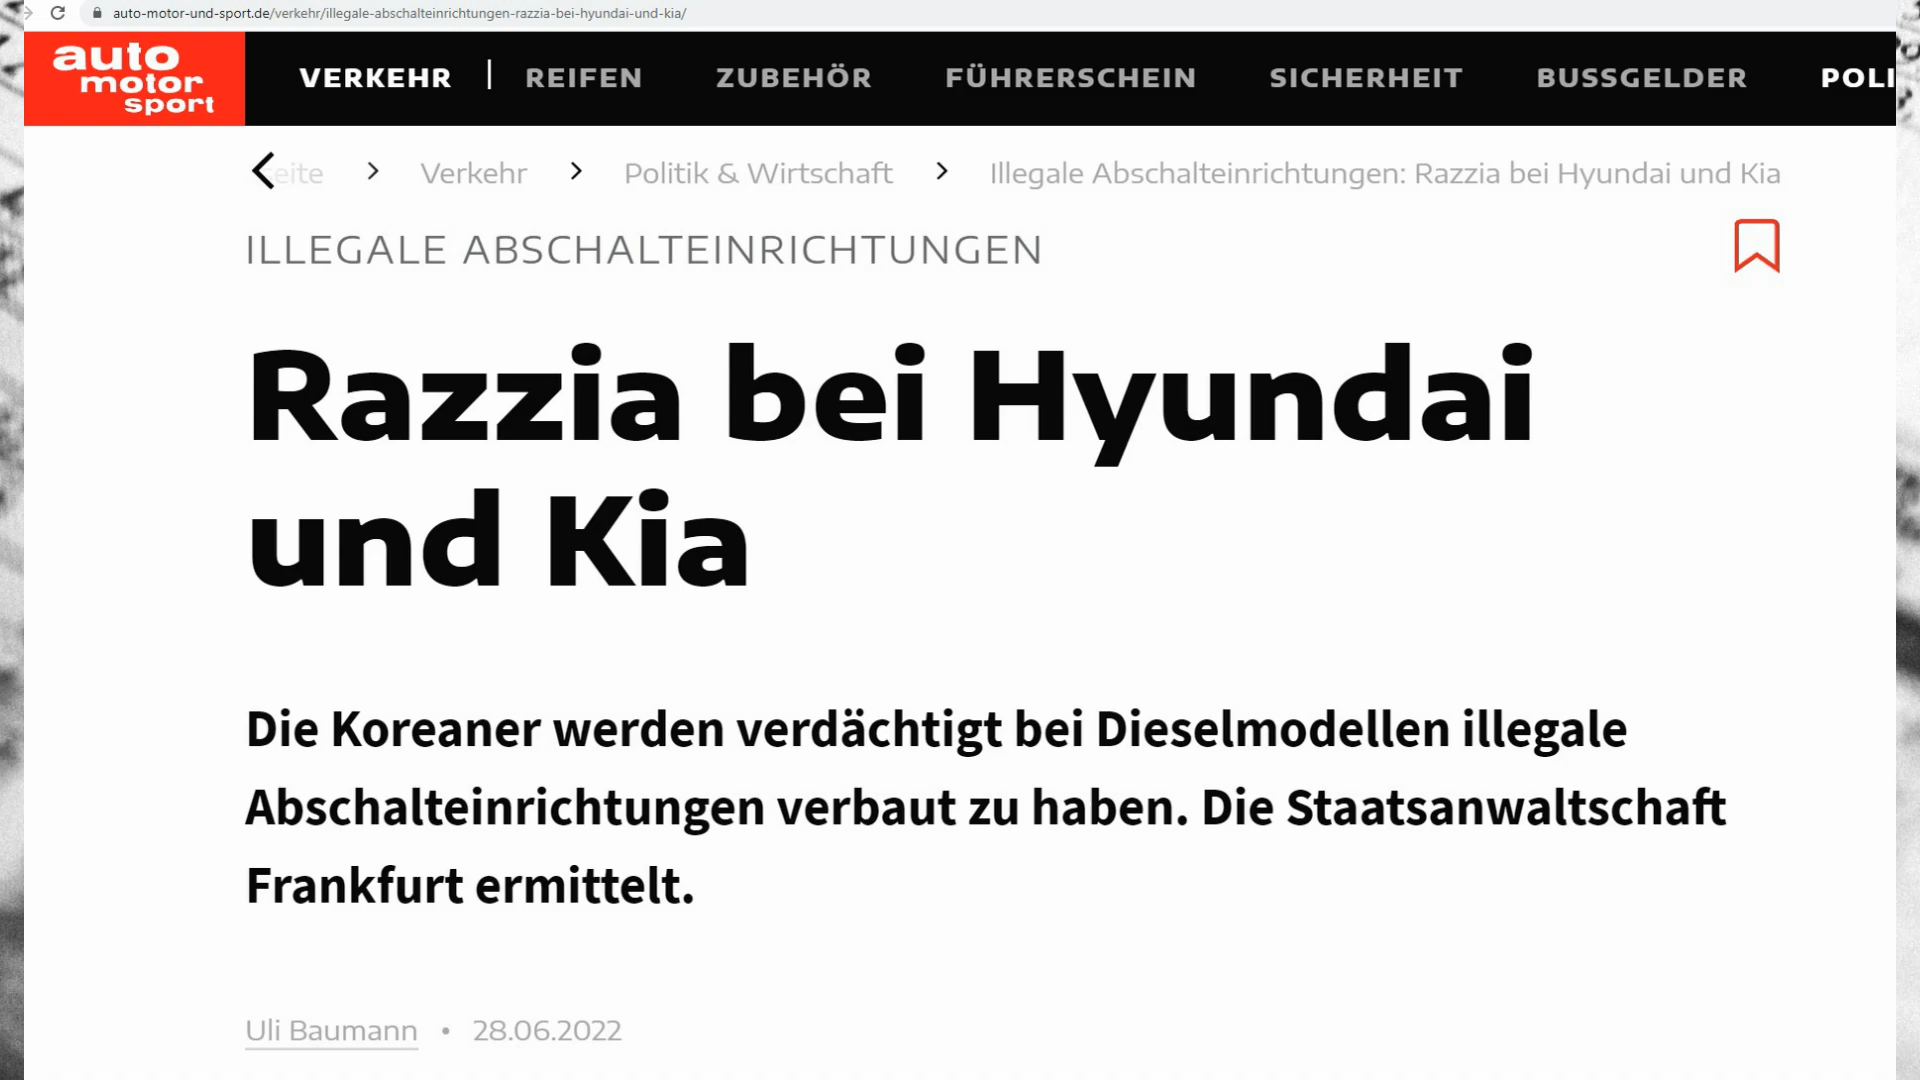 auto-motor-und-sport.de/verkehr/illegale-abschalteinrichtungen-razzia-bei-hyundai-und-kia/
auto
motor
sport
VERKEHR | REIFEN ZUBEHÖR FÜHRERSCHEIN SICHERHEIT BUSSGELDER POLI
eite > Verkehr > Politik & Wirtschaft > Illegale Abschalteinrichtungen: Razzia bei Hyundai und Kia
ILLEGALE ABSCHALTEINRICHTUNGEN
Razzia bei Hyundai
und Kia
Die Koreaner werden verdächtigt bei Dieselmodellen illegale
Abschalteinrichtungen verbaut zu haben. Die Staatsanwaltschaft
Frankfurt ermittelt.
Uli Baumann • 28.06.2022